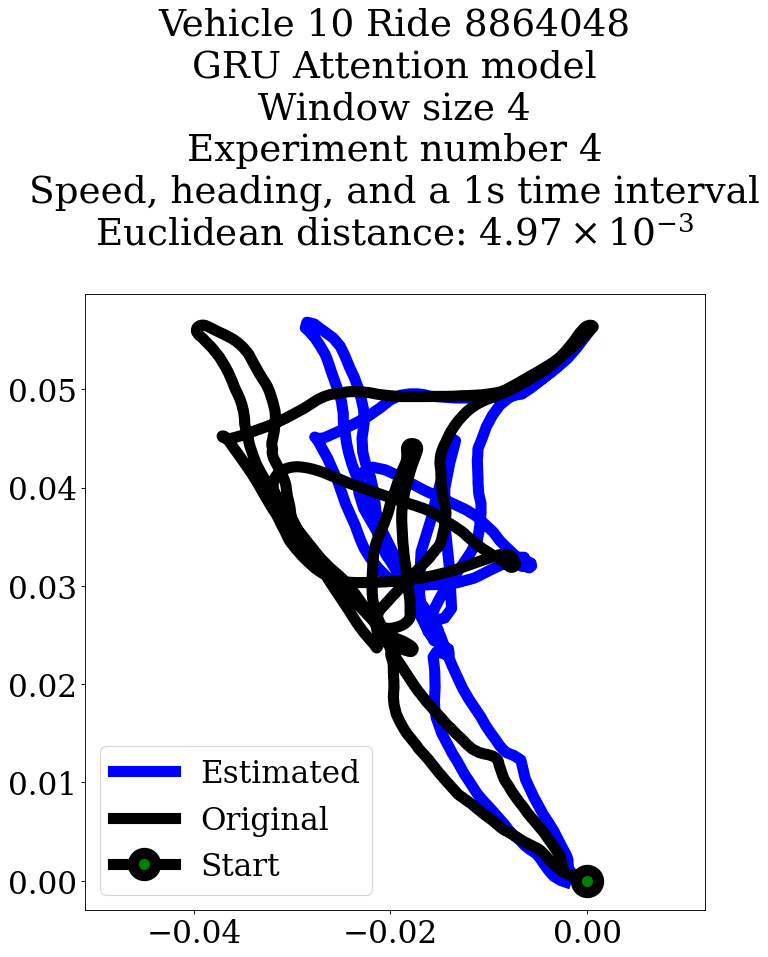 Vehicle 10 Ride 8864048
GRU Attention model
Window size 4
Experiment number 4
Speed, heading, and a 1s time interval
Euclidean distance: 4.97 × 10⁻³
0.05
0.04
0.03
0.02
0.01
0.00
Estimated
Original
Start
−0.04 −0.02 0.00